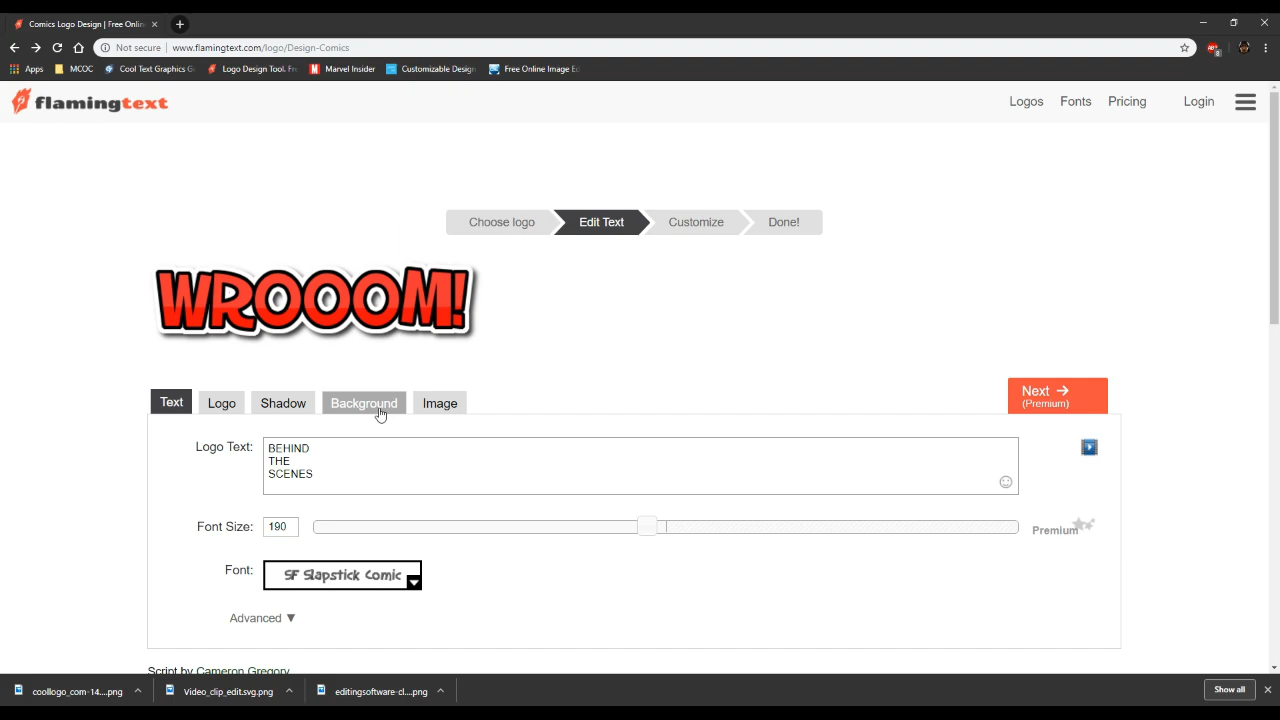 Comics Logo Design | Free Onlin
Not secure | www.flamingtext.com/logo/Design-Comics
Apps MCOC Cool Text Graphics G Logo Design Tool. Fr Marvel Insider Customizable Design Free Online Image Ed
flamingtext Logos Fonts Pricing Login
Choose logo Edit Text Customize Done!
WROOOM!
Text Logo Shadow Background Image
Next →
(Premium)
Logo Text: BEHIND
THE
SCENES
Font Size: 190 Premium
Font: SF Slapstick Comic
Advanced ▼
Script by Cameron Gregory
coollogo_com-14....png Video_clip_edit.svg.png editingsoftware-cl....png Show all